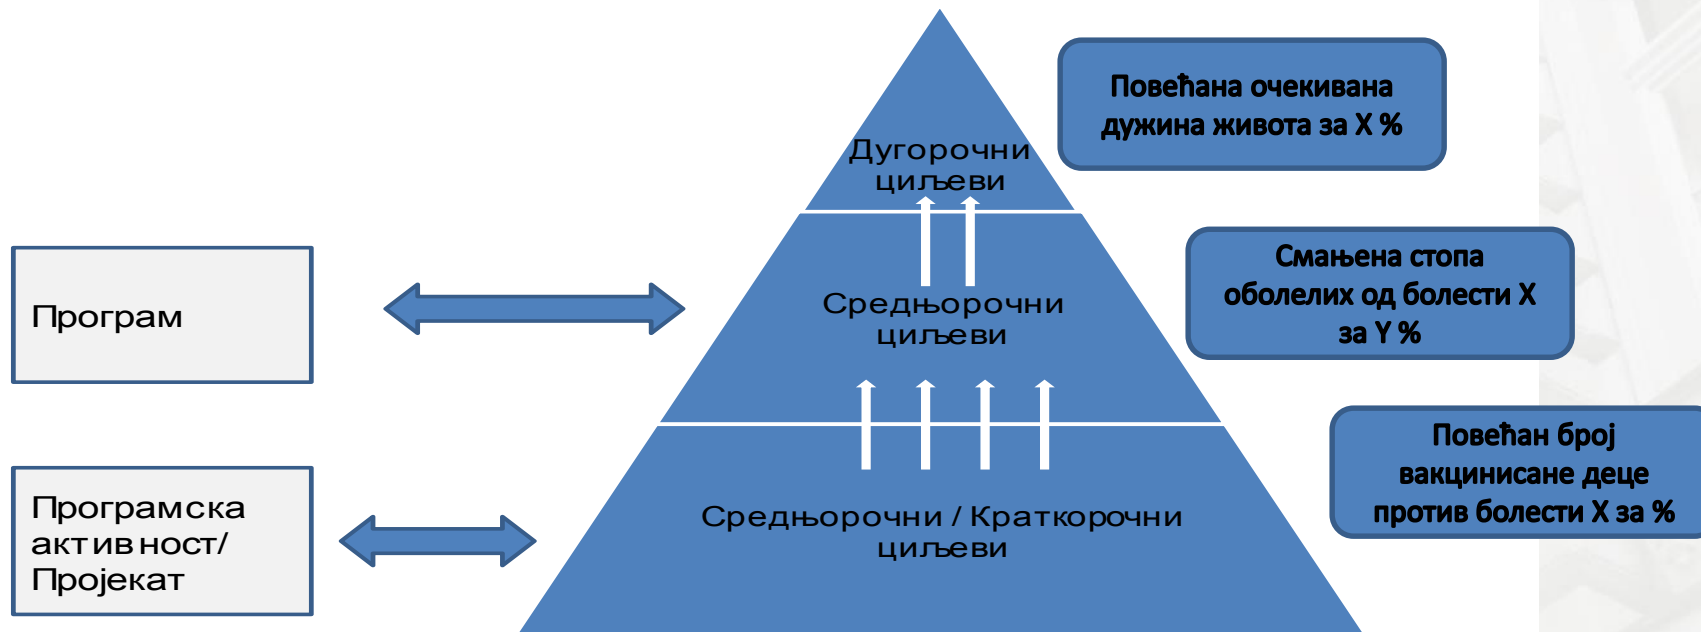 Повећана очекивана
дужина живота за X %
Дугорочни
циљеви
Смањена стопа
оболелих од болести X
за Y %
Програм
Средњорочни
циљеви
Повећан број
вакцинисане деце
против болести X за %
Програмска
активност/
Пројекат
Средњорочни / Краткорочни
циљеви